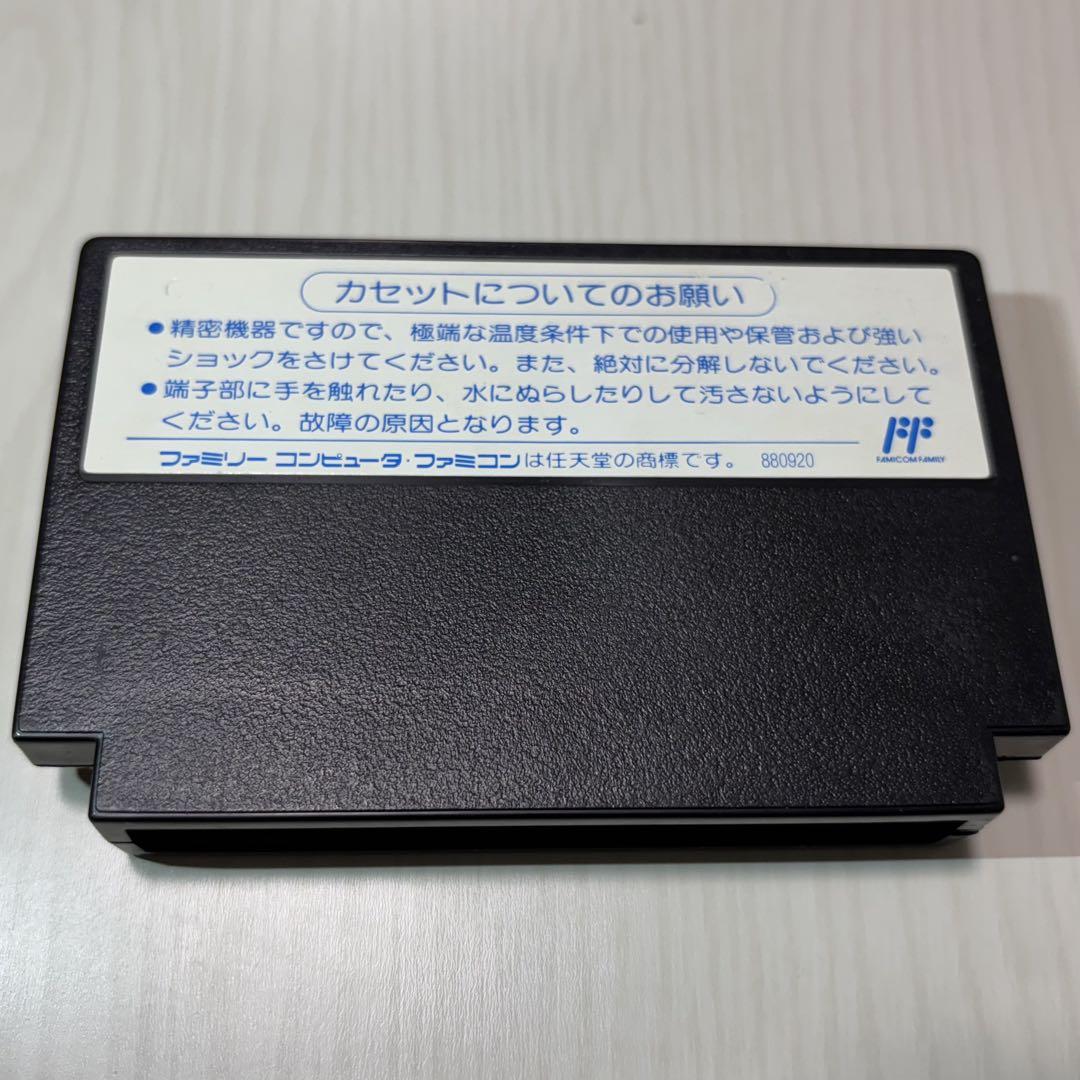 カセットについてのお願い
●精密機器ですので、極端な温度条件下での使用や保管および強い
ショックをさけてください。また、絶対に分解しないでください。
●端子部に手を触れたり、水にぬらしたりして汚さないようにして
ください。故障の原因となります。
FF
FAMICOM FAMILY
ファミリー コンピュータ・ファミコンは任天堂の商標です。 880920